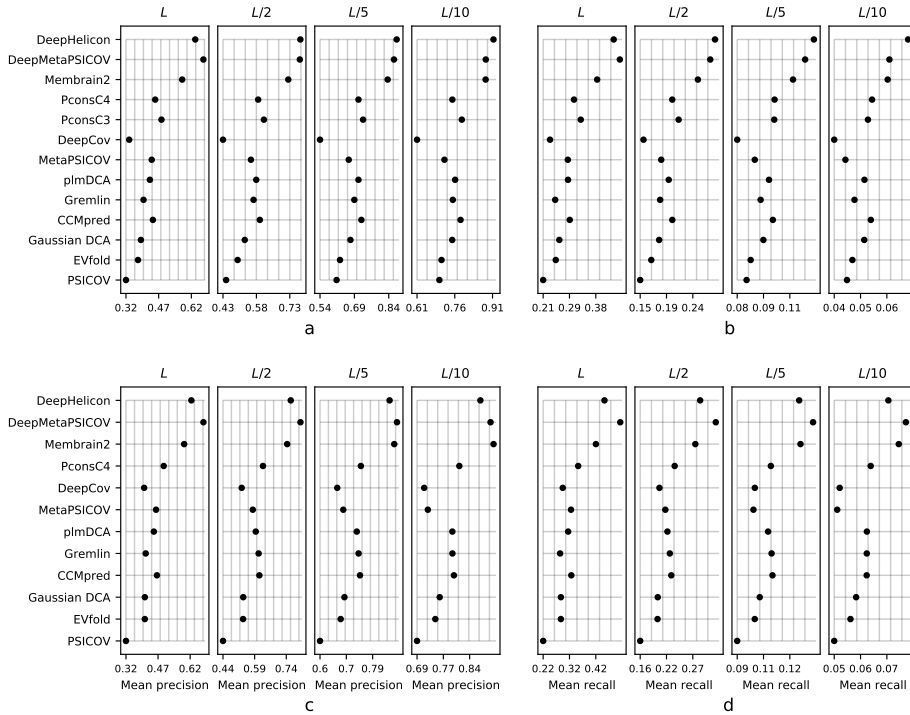 L L/2 L/5 L/10 L L/2 L/5 L/10
DeepHelicon
DeepMetaPSICOV
Membrain2
PconsC4
PconsC3
DeepCov
MetaPSICOV
plmDCA
Gremlin
CCMpred
Gaussian DCA
EVfold
PSICOV
0.32 0.47 0.62 0.43 0.58 0.73 0.54 0.69 0.84 0.61 0.76 0.91 0.21 0.29 0.38 0.15 0.19 0.24 0.08 0.09 0.11 0.04 0.05 0.06
a b
L L/2 L/5 L/10 L L/2 L/5 L/10
DeepHelicon
DeepMetaPSICOV
Membrain2
PconsC4
DeepCov
MetaPSICOV
plmDCA
Gremlin
CCMpred
Gaussian DCA
EVfold
PSICOV
0.32 0.47 0.62 0.44 0.59 0.74 0.6 0.7 0.79 0.69 0.77 0.84 0.22 0.32 0.42 0.16 0.22 0.27 0.09 0.11 0.12 0.05 0.06 0.07
Mean precision Mean precision Mean precision Mean precision Mean recall Mean recall Mean recall Mean recall
c d